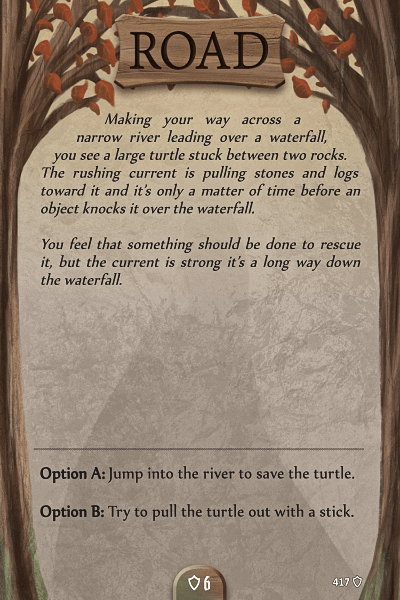 ROAD
Making your way across a
narrow river leading over a waterfall,
you see a large turtle stuck between two rocks.
The rushing current is pulling stones and logs
toward it and it's only a matter of time before an
object knocks it over the waterfall.
You feel that something should be done to rescue
it, but the current is strong it's a long way down
the waterfall.
Option A: Jump into the river to save the turtle.
Option B: Try to pull the turtle out with a stick.
6
417